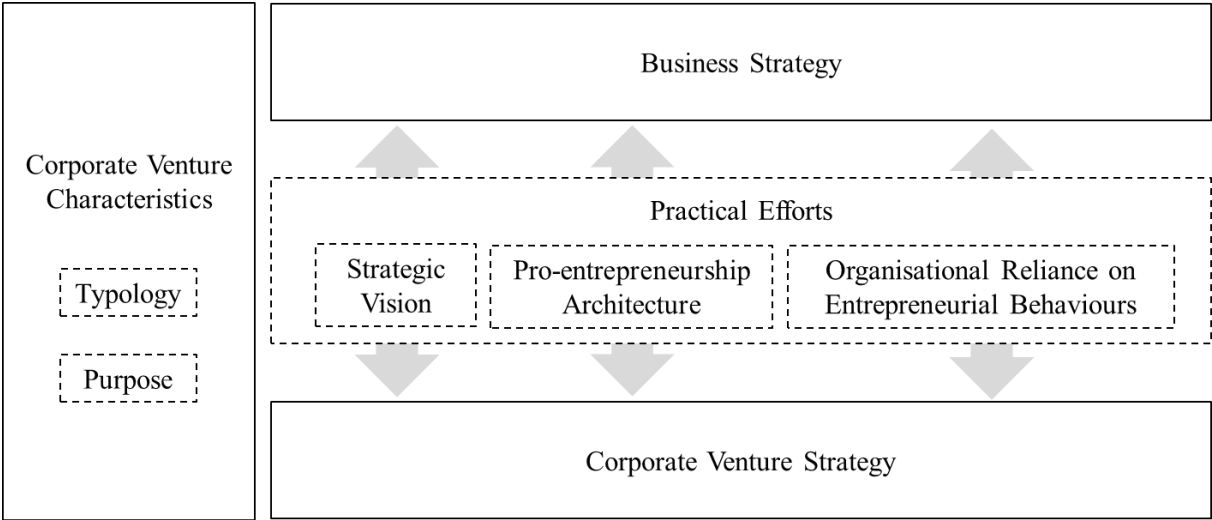 Corporate Venture
Characteristics
Typology
Purpose
Business Strategy
Practical Efforts
Strategic
Vision
Pro-entrepreneurship
Architecture
Organisational Reliance on
Entrepreneurial Behaviours
Corporate Venture Strategy